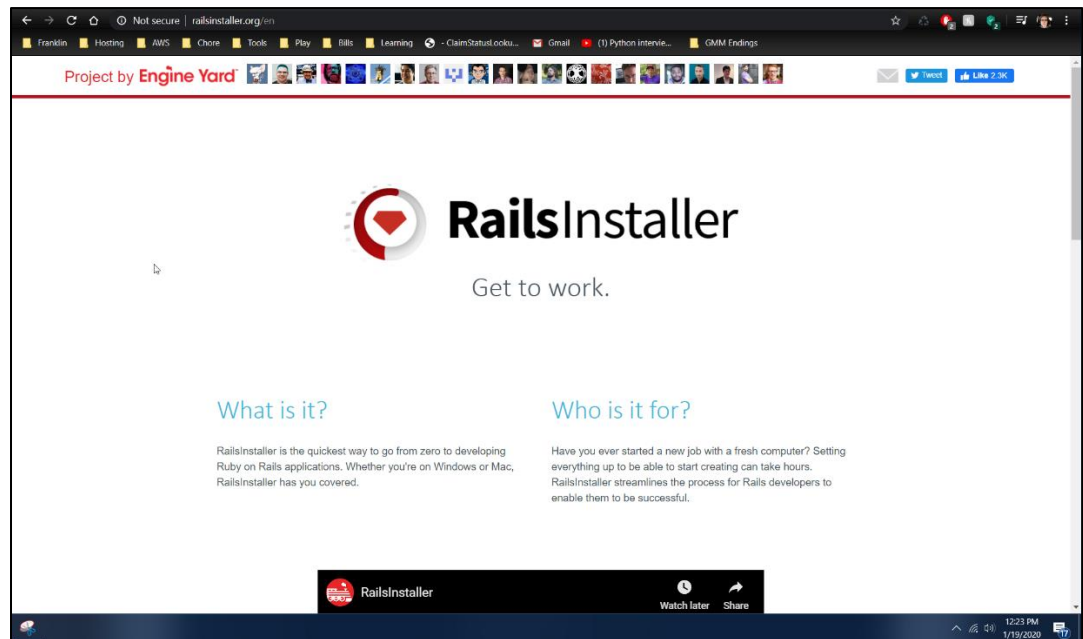 Not secure | railsinstaller.org/en
Franklin Hosting AWS Chore Tools Play Bills Learning - ClaimStatusLooku... Gmail (1) Python intervie... GMM Endings
Project by Engine Yard Tweet Like 2.3K
RailsInstaller
Get to work.
What is it?
RailsInstaller is the quickest way to go from zero to developing
Ruby on Rails applications. Whether you're on Windows or Mac,
RailsInstaller has you covered.
Who is it for?
Have you ever started a new job with a fresh computer? Setting
everything up to be able to start creating can take hours.
RailsInstaller streamlines the process for Rails developers to
enable them to be successful.
RailsInstaller
Watch later Share
12:23 PM
1/19/2020
17